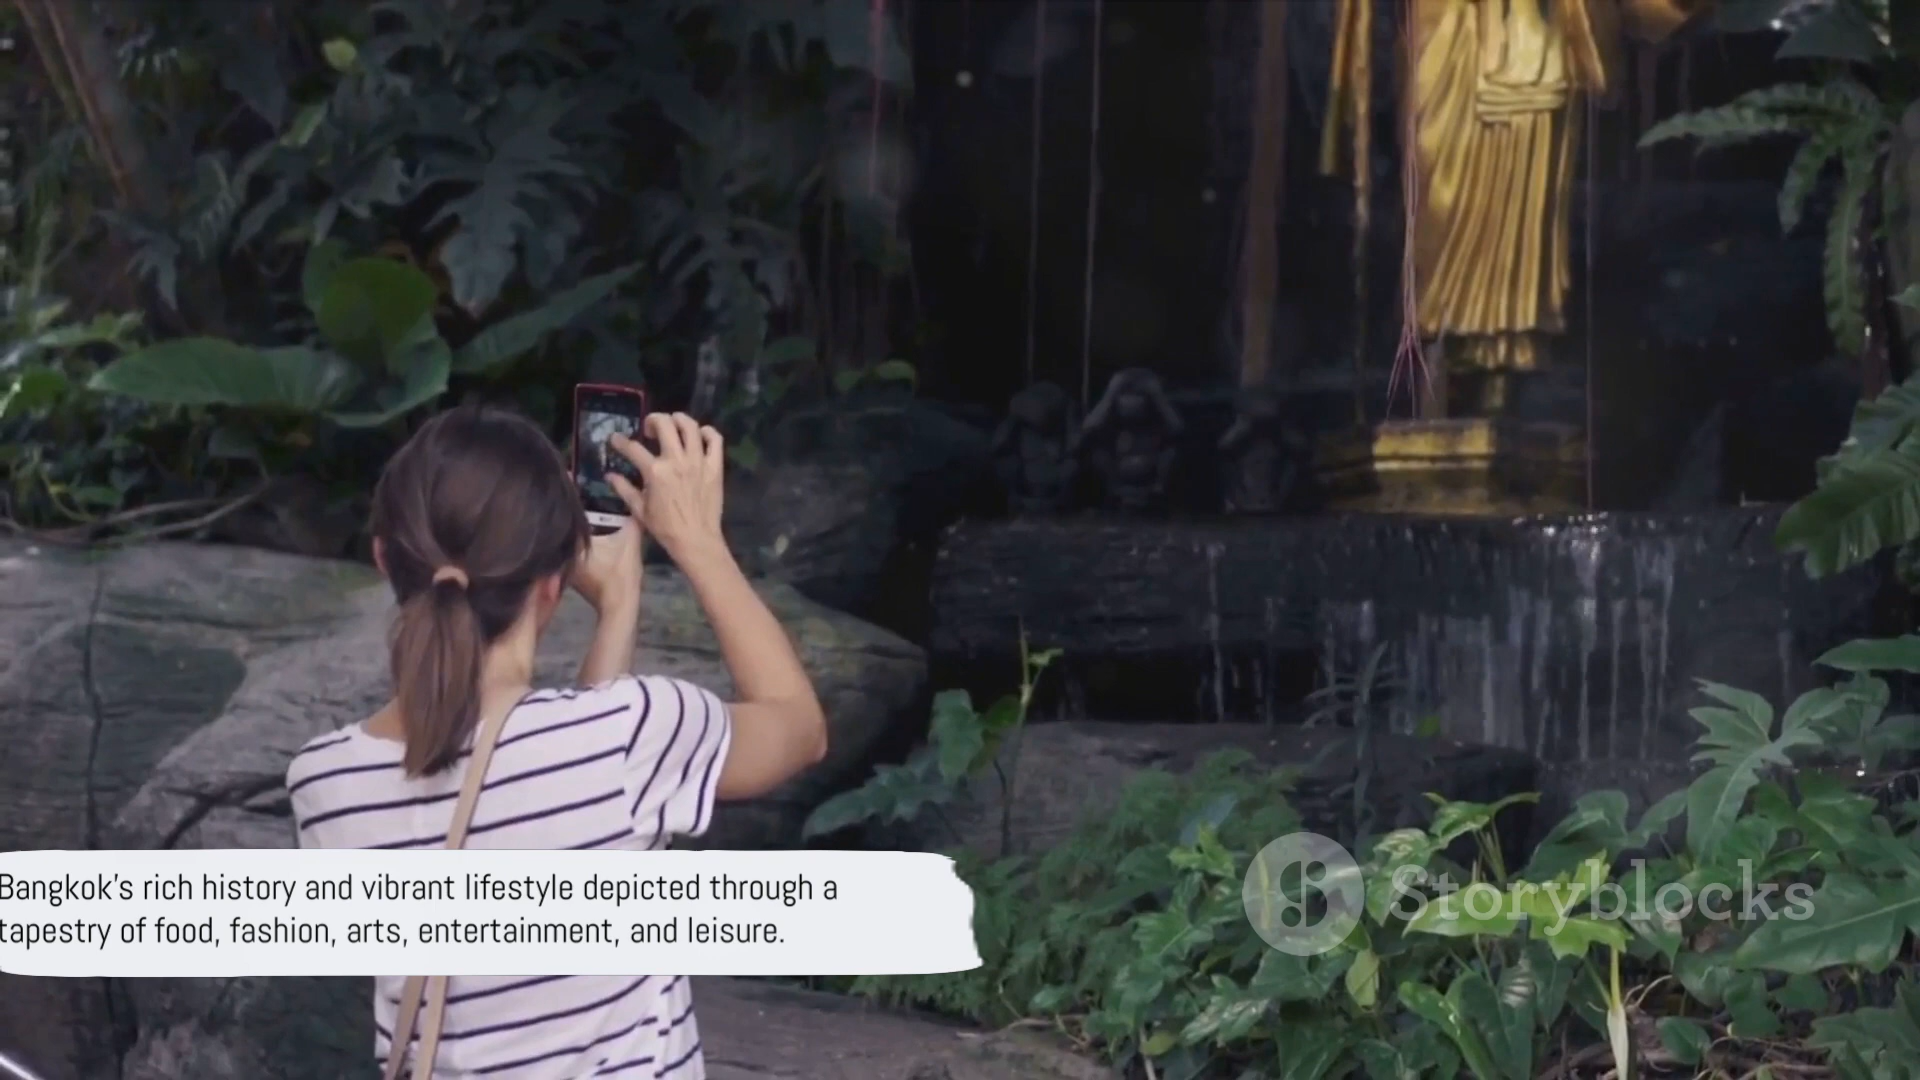 Bangkok's rich history and vibrant lifestyle depicted through a
tapestry of food, fashion, arts, entertainment, and leisure.
Storyblocks